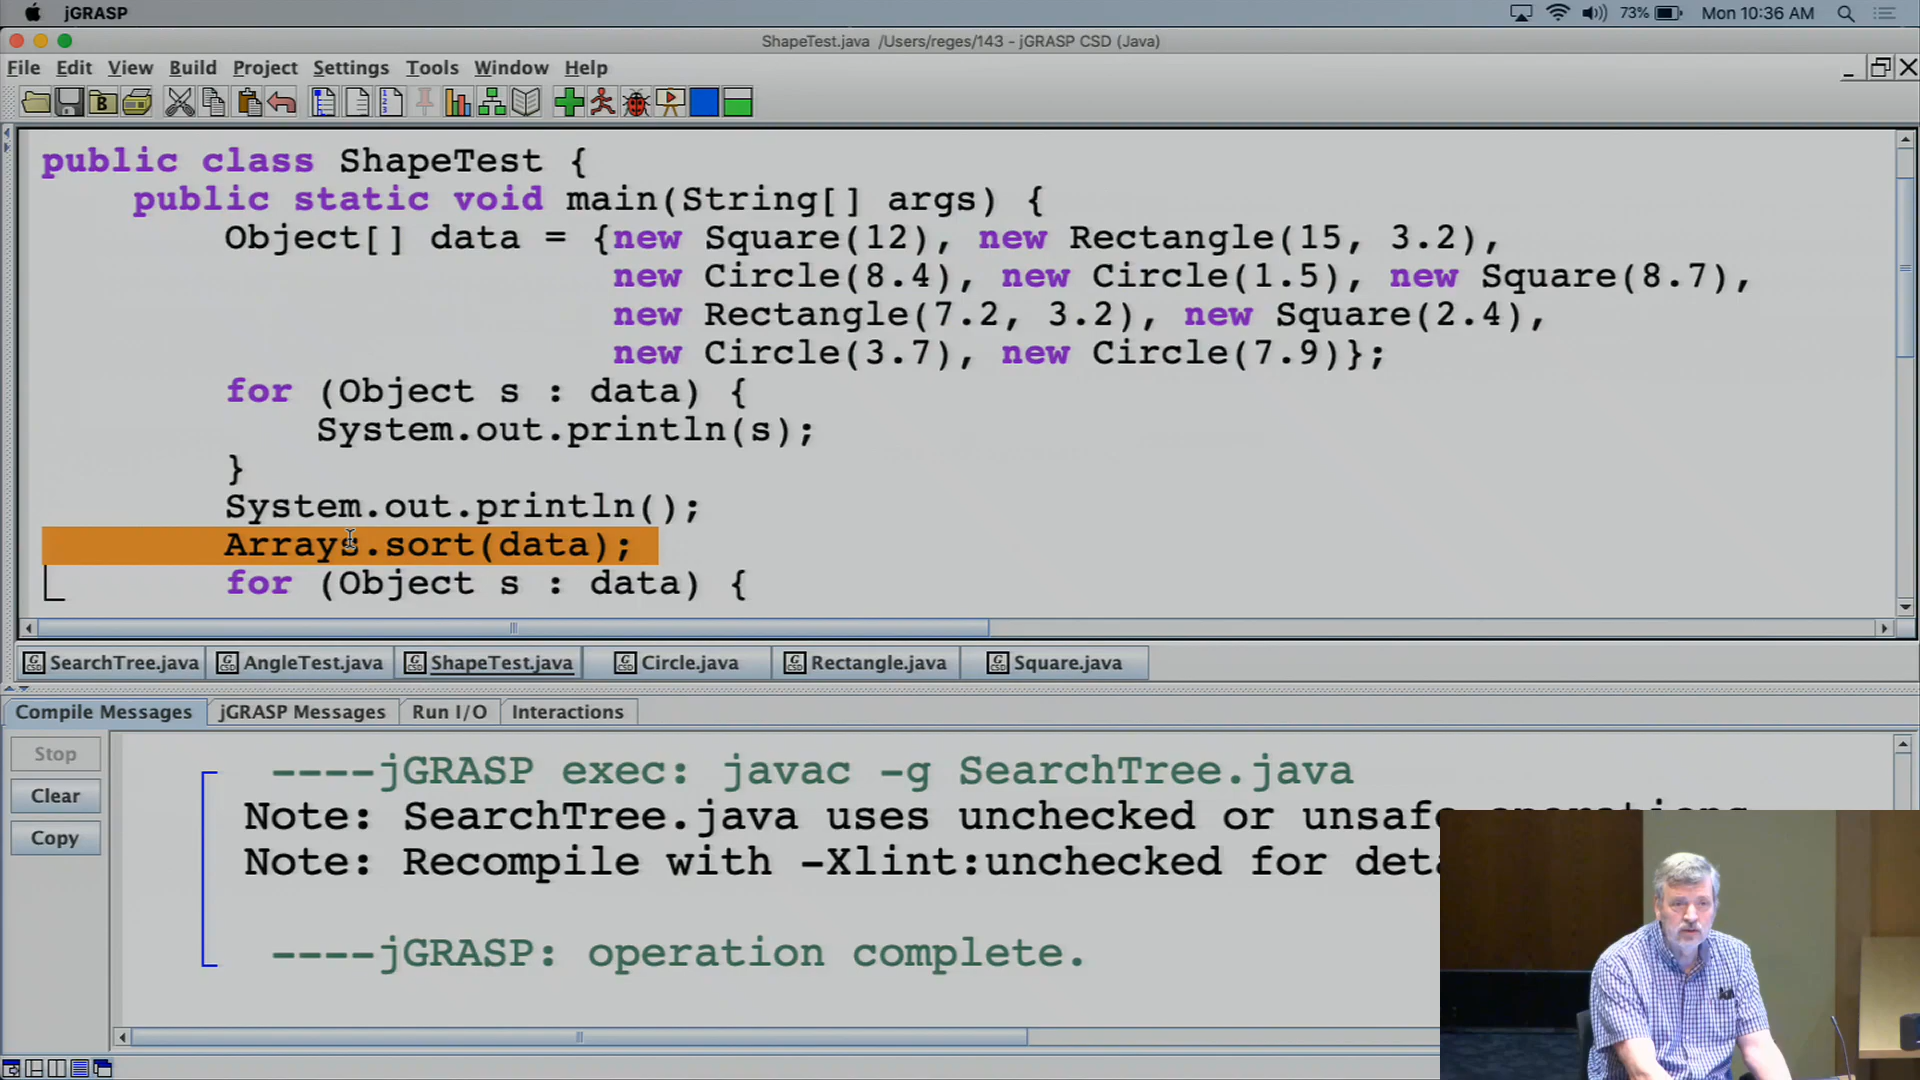 jGRASP 73% Mon 10:36 AM
ShapeTest.java /Users/reges/143 - jGRASP CSD (Java)
File Edit View Build Project Settings Tools Window Help
public class ShapeTest {
public static void main(String[] args) {
Object[] data = {new Square(12), new Rectangle(15, 3.2),
new Circle(8.4), new Circle(1.5), new Square(8.7),
new Rectangle(7.2, 3.2), new Square(2.4),
new Circle(3.7), new Circle(7.9)};
for (Object s : data) {
System.out.println(s);
}
System.out.println();
Arrays.sort(data);
for (Object s : data) {
SearchTree.java AngleTest.java ShapeTest.java Circle.java Rectangle.java Square.java
Compile Messages jGRASP Messages Run I/O Interactions
Stop
Clear
Copy
----jGRASP exec: javac -g SearchTree.java
Note: SearchTree.java uses unchecked or unsafe operations
Note: Recompile with -Xlint:unchecked for deta
----jGRASP: operation complete.